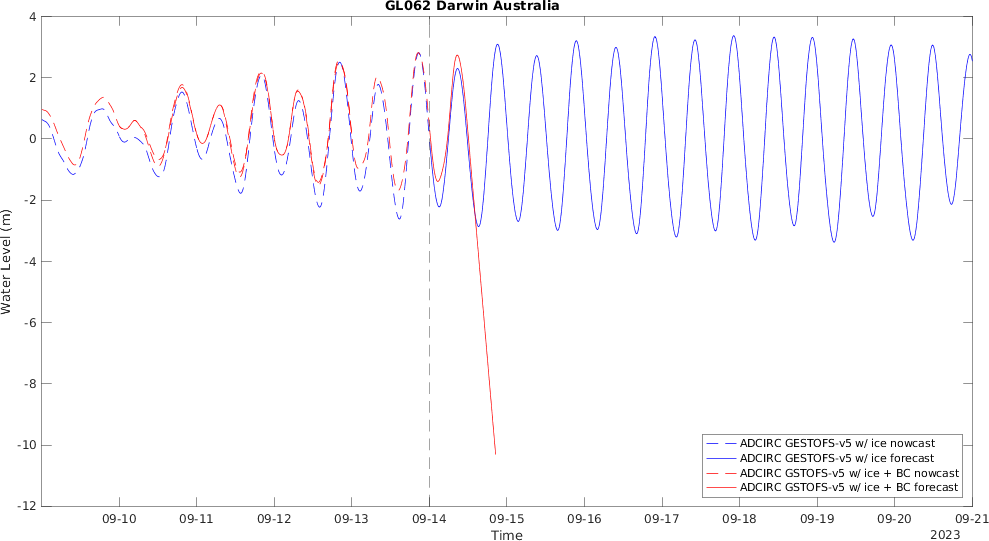 GL062 Darwin Australia
4
2
0
-2
-4
-6
-8
-10
-12
Water Level (m)
ADCIRC GESTOFS-v5 w/ ice nowcast
ADCIRC GESTOFS-v5 w/ ice forecast
ADCIRC GSTOFS-v5 w/ ice + BC nowcast
ADCIRC GSTOFS-v5 w/ ice + BC forecast
09-10 09-11 09-12 09-13 09-14 09-15 09-16 09-17 09-18 09-19 09-20 09-21
Time
2023